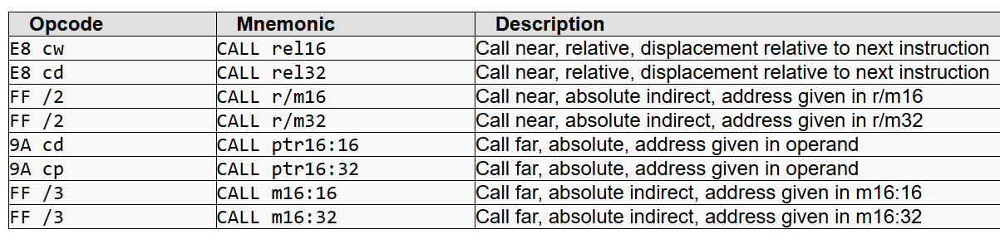 Opcode Mnemonic Description
E8 cw CALL rel16 Call near, relative, displacement relative to next instruction
E8 cd CALL rel32 Call near, relative, displacement relative to next instruction
FF /2 CALL r/m16 Call near, absolute indirect, address given in r/m16
FF /2 CALL r/m32 Call near, absolute indirect, address given in r/m32
9A cd CALL ptr16:16 Call far, absolute, address given in operand
9A cp CALL ptr16:32 Call far, absolute, address given in operand
FF /3 CALL m16:16 Call far, absolute indirect, address given in m16:16
FF /3 CALL m16:32 Call far, absolute indirect, address given in m16:32